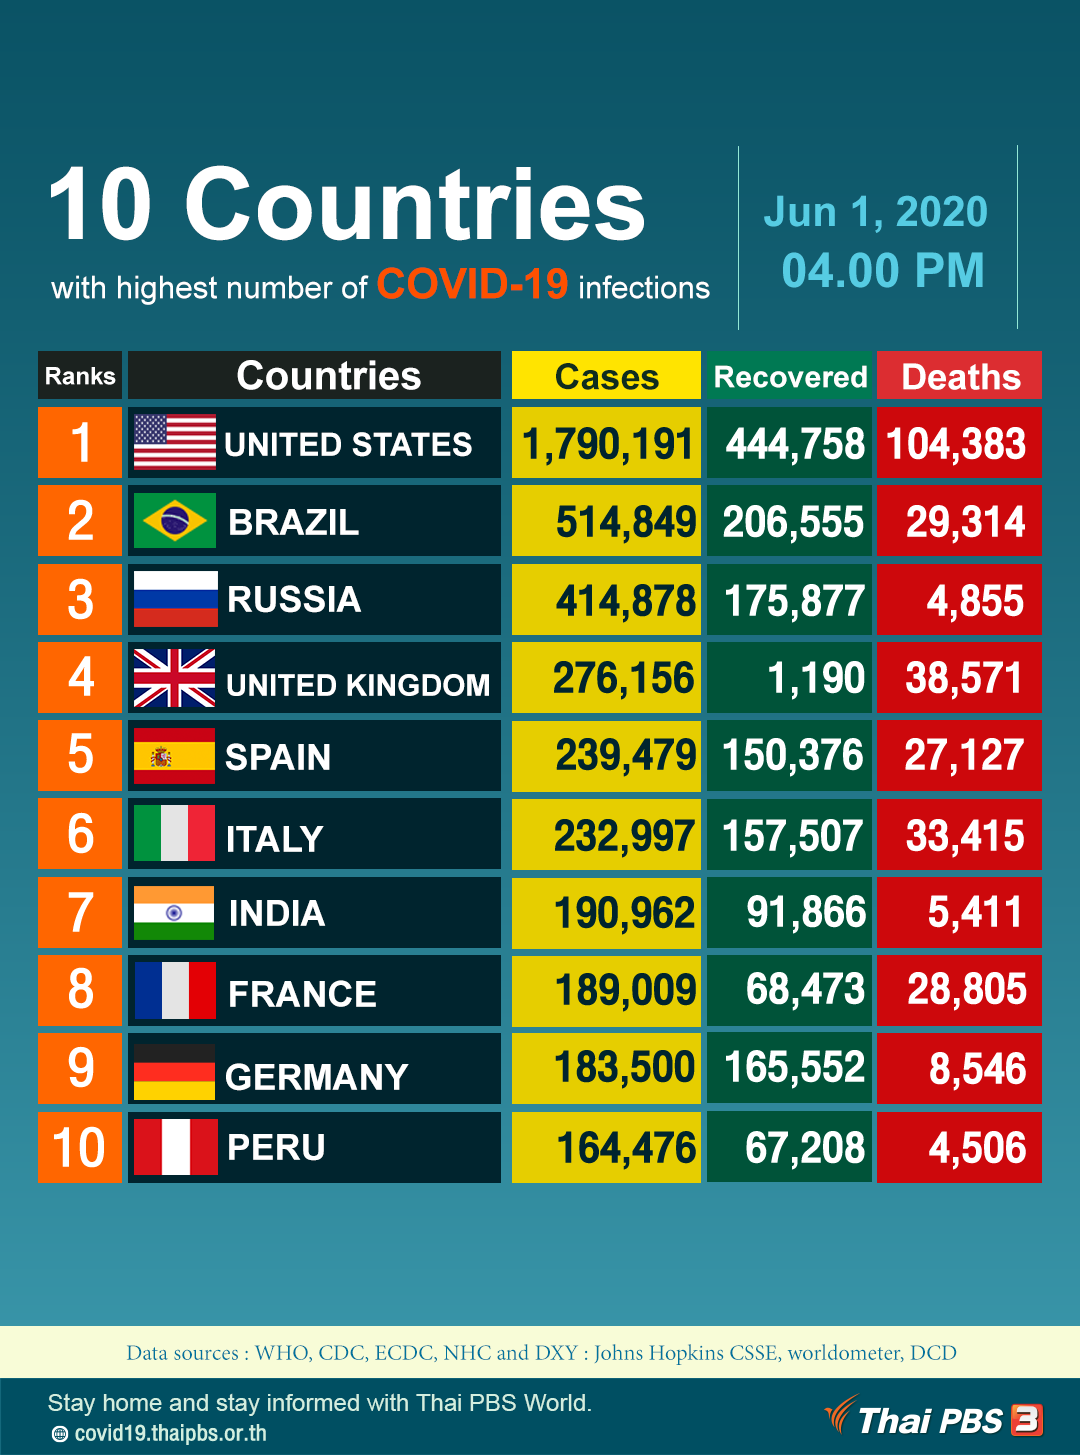 10 Countries
with highest number of COVID-19 infections
Jun 1, 2020
04.00 PM
Ranks Countries Cases Recovered Deaths
1 UNITED STATES 1,790,191 444,758 104,383
2 BRAZIL 514,849 206,555 29,314
3 RUSSIA 414,878 175,877 4,855
4 UNITED KINGDOM 276,156 1,190 38,571
5 SPAIN 239,479 150,376 27,127
6 ITALY 232,997 157,507 33,415
7 INDIA 190,962 91,866 5,411
8 FRANCE 189,009 68,473 28,805
9 GERMANY 183,500 165,552 8,546
10 PERU 164,476 67,208 4,506
Data sources : WHO, CDC, ECDC, NHC and DXY : Johns Hopkins CSSE, worldometer, DCD
Stay home and stay informed with Thai PBS World.
covid19.thaipbs.or.th
Thai PBS 3